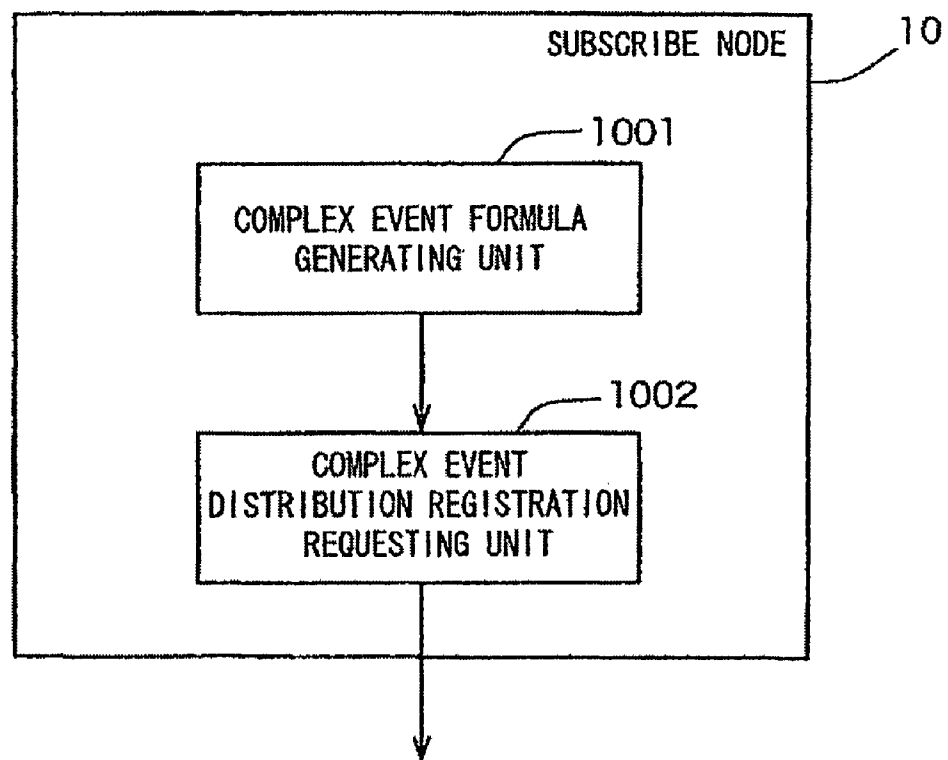 SUBSCRIBE NODE
10
1001
COMPLEX EVENT FORMULA
GENERATING UNIT
1002
COMPLEX EVENT
DISTRIBUTION REGISTRATION
REQUESTING UNIT